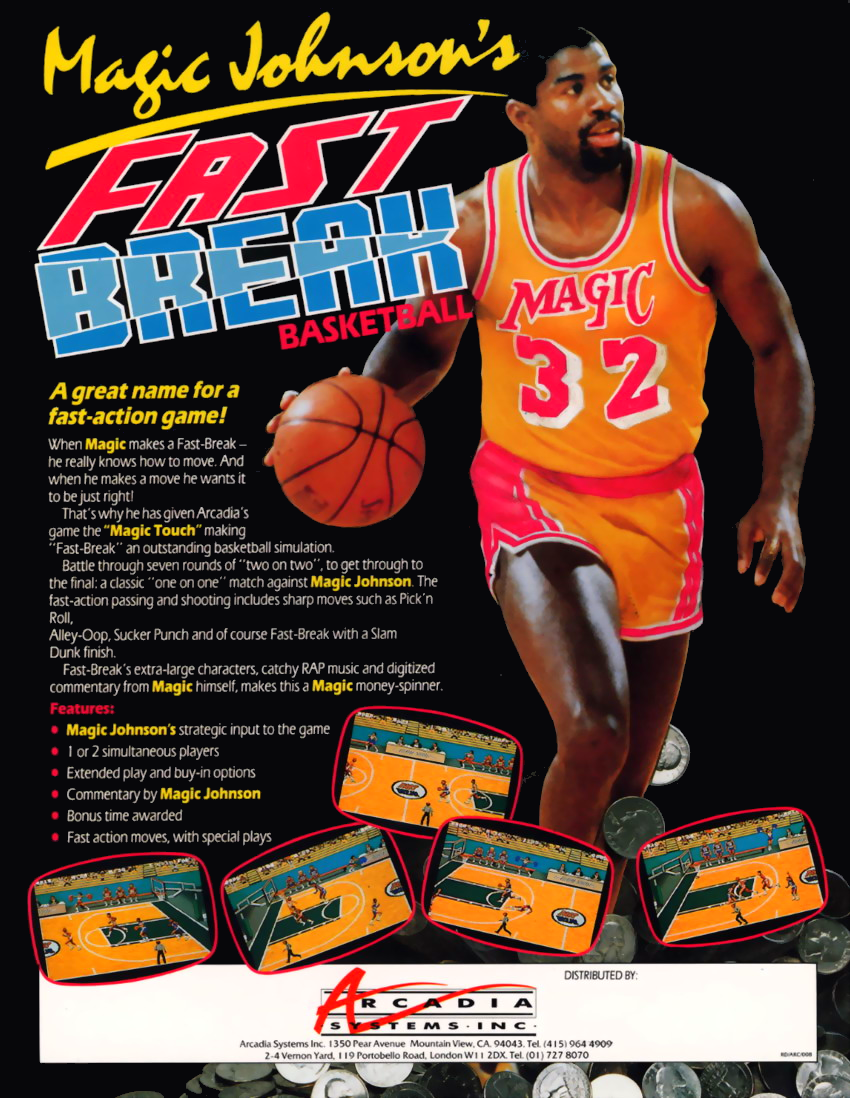 Magic Johnson's
FAST
BREAK
BASKETBALL
MAGIC
32
A great name for a
fast-action game!
When Magic makes a Fast-Break –
he really knows how to move. And
when he makes a move he wants it
to be just right!
That's why he has given Arcadia's
game the "Magic Touch" making
"Fast-Break" an outstanding basketball simulation.
Battle through seven rounds of "two on two", to get through to
the final: a classic "one on one" match against Magic Johnson. The
fast-action passing and shooting includes sharp moves such as Pick'n
Roll,
Alley-Oop, Sucker Punch and of course Fast-Break with a Slam
Dunk finish.
Fast-Break's extra-large characters, catchy RAP music and digitized
commentary from Magic himself, makes this a Magic money-spinner.
Features:
• Magic Johnson's strategic input to the game
• 1 or 2 simultaneous players
• Extended play and buy-in options
• Commentary by Magic Johnson
• Bonus time awarded
• Fast action moves, with special plays
DISTRIBUTED BY:
ARCADIA
SYSTEMS · INC ·
Arcadia Systems Inc. 1350 Pear Avenue Mountain View, CA. 94043. Tel. (415) 964 4909
2-4 Vernon Yard, 119 Portobello Road, London W11 2DX. Tel. (01) 727 8070
RD/ARC/008